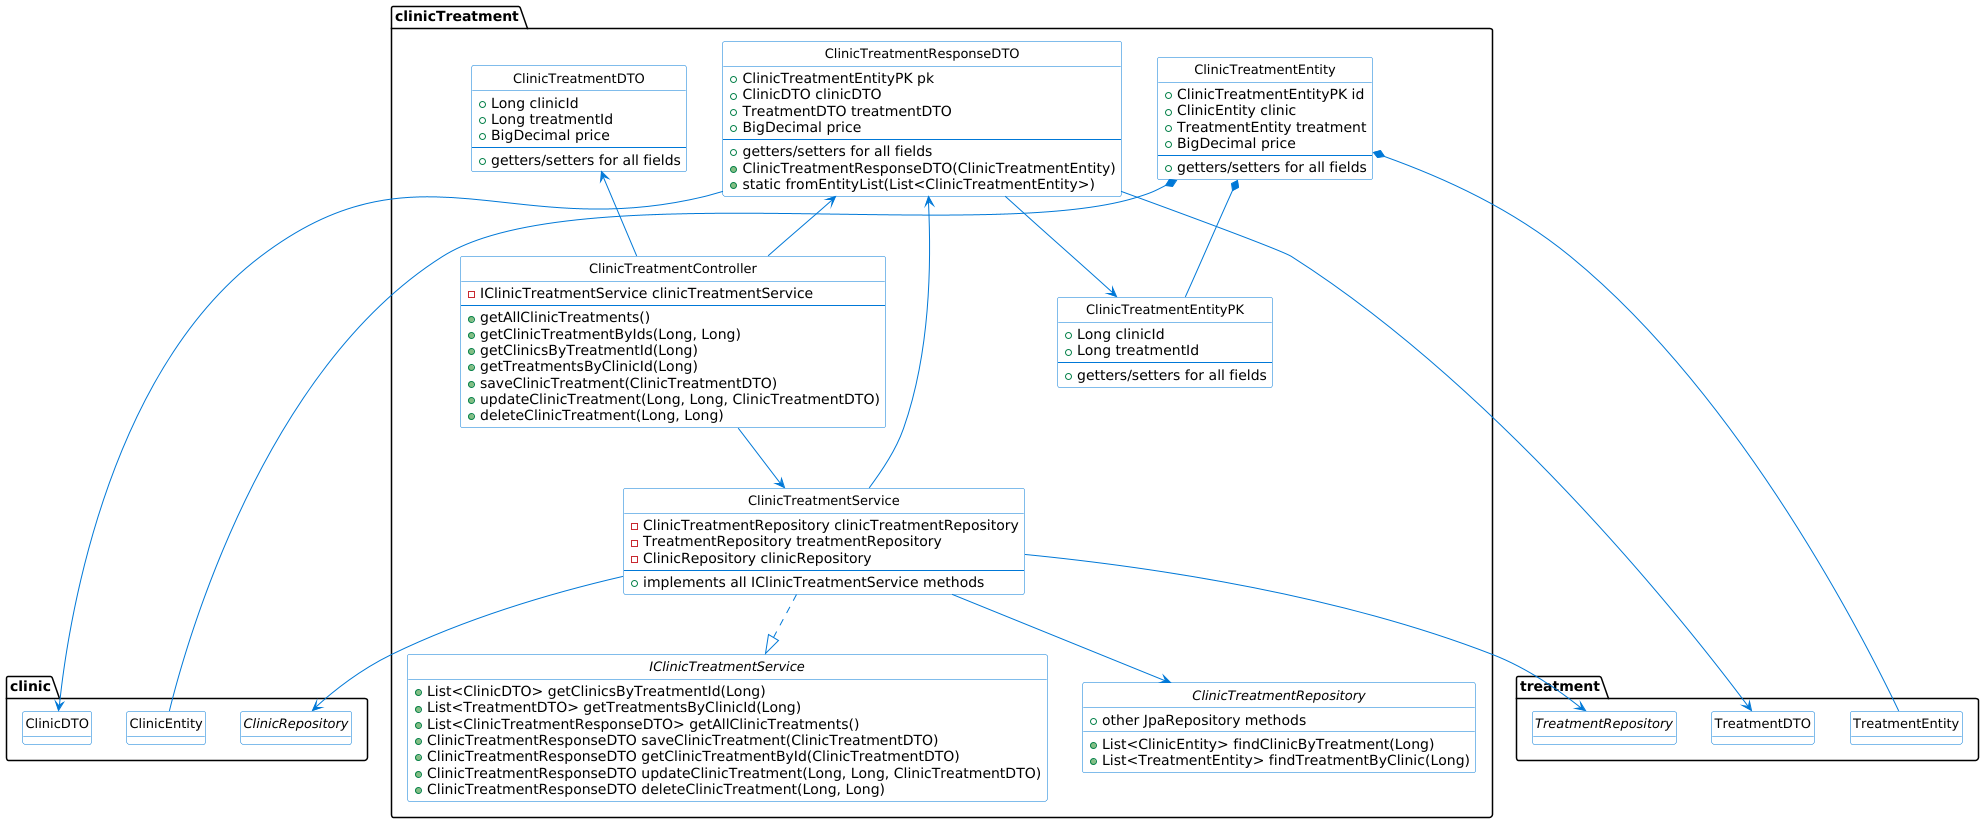 clinicTreatment
ClinicTreatmentDTO
Long clinicId
Long treatmentId
BigDecimal price
getters/setters for all fields
ClinicTreatmentResponseDTO
ClinicTreatmentEntityPK pk
ClinicDTO clinicDTO
TreatmentDTO treatmentDTO
BigDecimal price
getters/setters for all fields
ClinicTreatmentResponseDTO(ClinicTreatmentEntity)
static fromEntityList(List<ClinicTreatmentEntity>)
ClinicTreatmentEntity
ClinicTreatmentEntityPK id
ClinicEntity clinic
TreatmentEntity treatment
BigDecimal price
getters/setters for all fields
ClinicTreatmentController
IClinicTreatmentService clinicTreatmentService
getAllClinicTreatments()
getClinicTreatmentByIds(Long, Long)
getClinicsByTreatmentId(Long)
getTreatmentsByClinicId(Long)
saveClinicTreatment(ClinicTreatmentDTO)
updateClinicTreatment(Long, Long, ClinicTreatmentDTO)
deleteClinicTreatment(Long, Long)
ClinicTreatmentEntityPK
Long clinicId
Long treatmentId
getters/setters for all fields
ClinicTreatmentService
ClinicTreatmentRepository clinicTreatmentRepository
TreatmentRepository treatmentRepository
ClinicRepository clinicRepository
implements all IClinicTreatmentService methods
IClinicTreatmentService
List<ClinicDTO> getClinicsByTreatmentId(Long)
List<TreatmentDTO> getTreatmentsByClinicId(Long)
List<ClinicTreatmentResponseDTO> getAllClinicTreatments()
ClinicTreatmentResponseDTO saveClinicTreatment(ClinicTreatmentDTO)
ClinicTreatmentResponseDTO getClinicTreatmentById(ClinicTreatmentDTO)
ClinicTreatmentResponseDTO updateClinicTreatment(Long, Long, ClinicTreatmentDTO)
ClinicTreatmentResponseDTO deleteClinicTreatment(Long, Long)
ClinicTreatmentRepository
other JpaRepository methods
List<ClinicEntity> findClinicByTreatment(Long)
List<TreatmentEntity> findTreatmentByClinic(Long)
clinic
ClinicDTO
ClinicEntity
ClinicRepository
treatment
TreatmentRepository
TreatmentDTO
TreatmentEntity